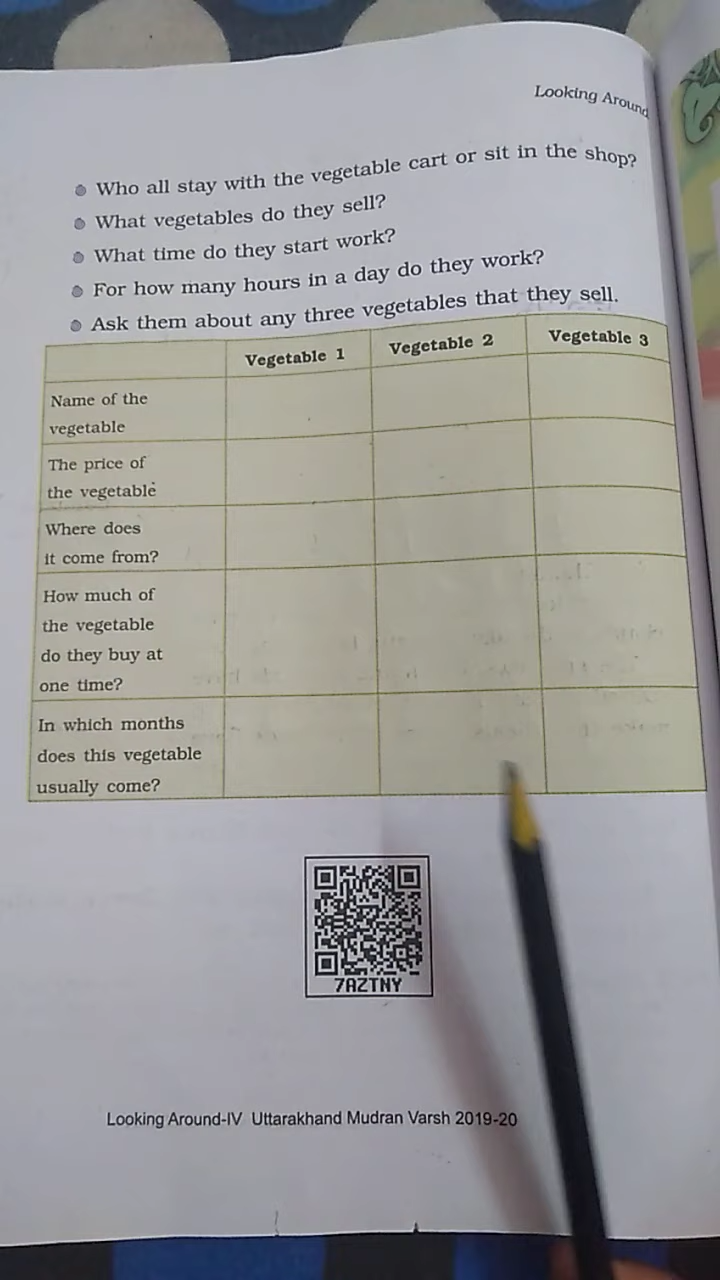 Looking Around
Who all stay with the vegetable cart or sit in the shop?
What vegetables do they sell?
What time do they start work?
For how many hours in a day do they work?
Ask them about any three vegetables that they sell.
Vegetable 1 Vegetable 2 Vegetable 3
Name of the
vegetable
The price of
the vegetable
Where does
it come from?
How much of
the vegetable
do they buy at
one time?
In which months
does this vegetable
usually come?
7AZTNY
Looking Around-IV Uttarakhand Mudran Varsh 2019-20